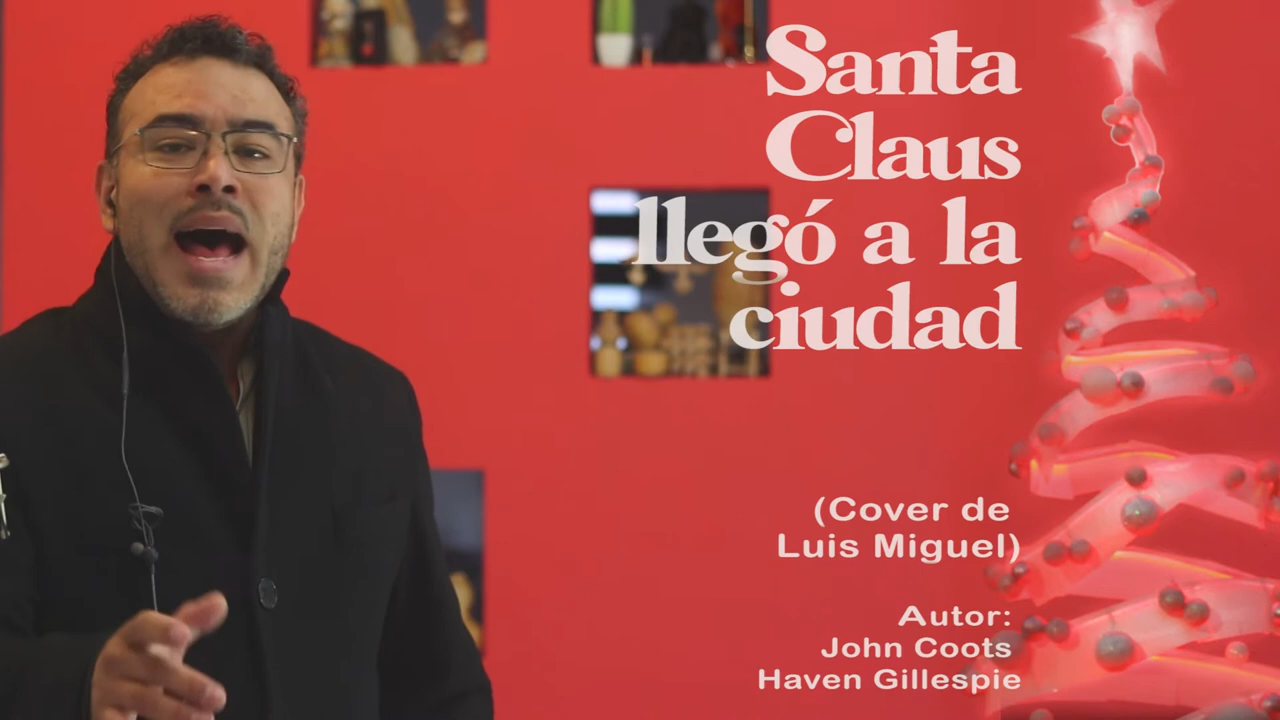 Santa
Claus
llegó a la
ciudad
(Cover de
Luis Miguel)
Autor:
John Coots
Haven Gillespie